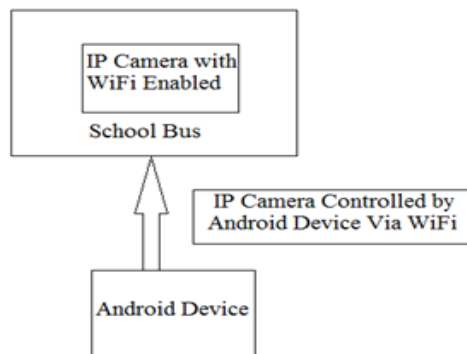 IP Camera with
WiFi Enabled
School Bus
IP Camera Controlled by
Android Device Via WiFi
Android Device